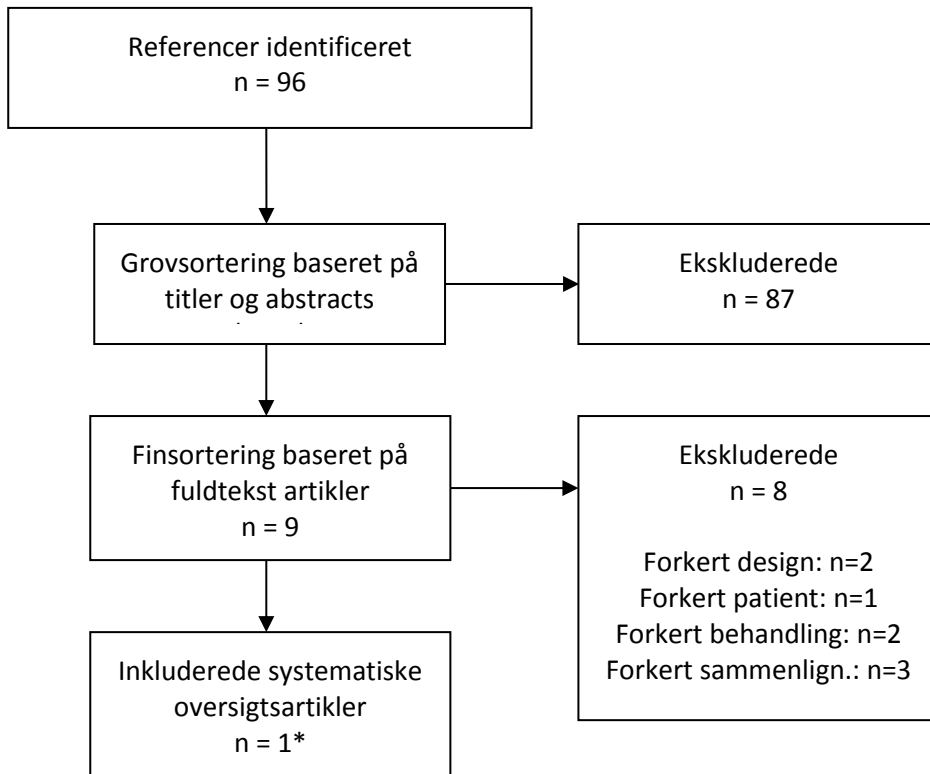 Referencer identificeret
n = 96
Grovsortering baseret på
titler og abstracts
Ekskluderede
n = 87
Finsortering baseret på
fuldtekst artikler
n = 9
Ekskluderede
n = 8
Forkert design: n=2
Forkert patient: n=1
Forkert behandling: n=2
Forkert sammenlign.: n=3
Inkluderede systematiske
oversigtsartikler
n = 1*